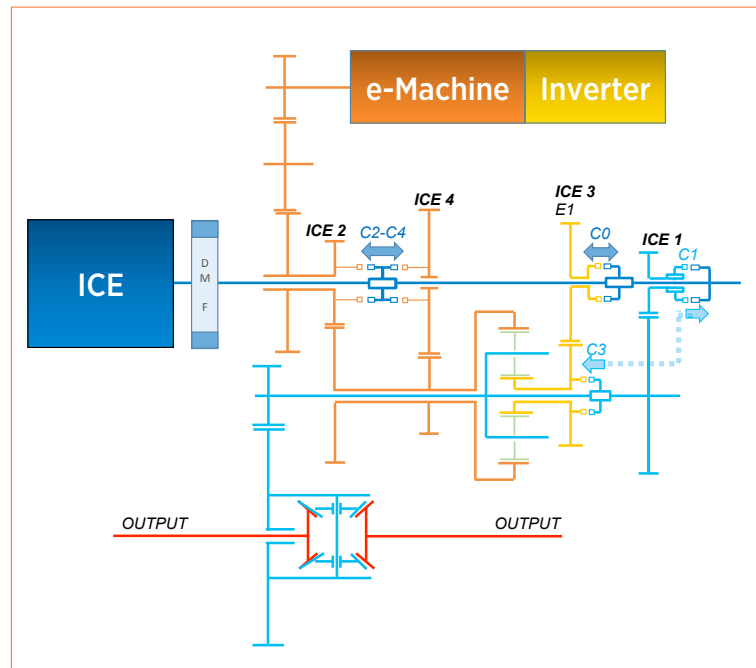 e-Machine
Inverter
ICE 4
ICE 3
E1
ICE 2
C2-C4
C0
ICE 1
C1
ICE
D
M
F
C3
OUTPUT
OUTPUT